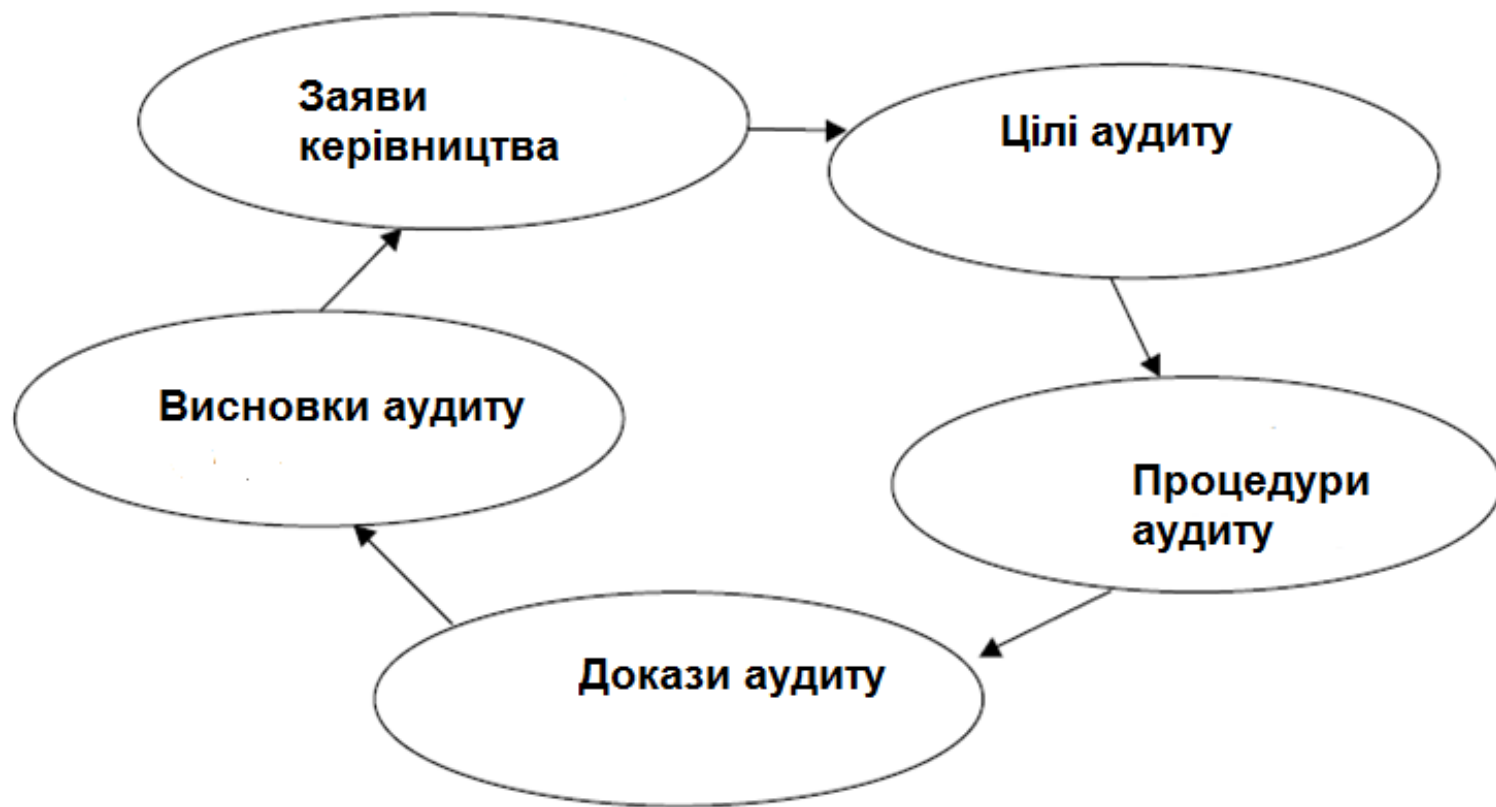 Заяви
керівництва
Цілі аудиту
Процедури
аудиту
Докази аудиту
Висновки аудиту